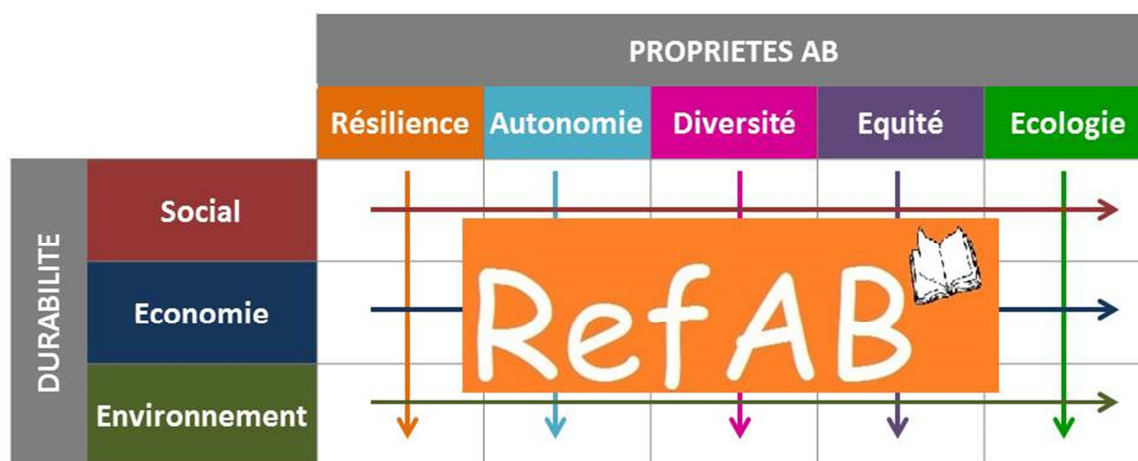 PROPRIETES AB
Résilience Autonomie Diversité Equité Ecologie
DURABILITE
Social
Economie
Environnement
RefAB